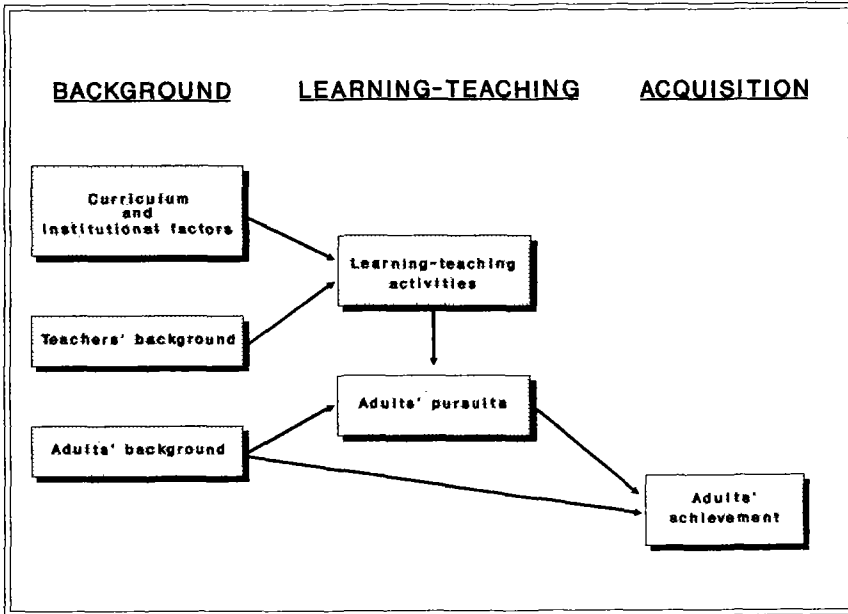 BACKGROUND
LEARNING-TEACHING
ACQUISITION
Curriculum
and
institutional factors
Learning-teaching
activities
Teachers' background
Adults' pursuits
Adults' background
Adults'
achievement